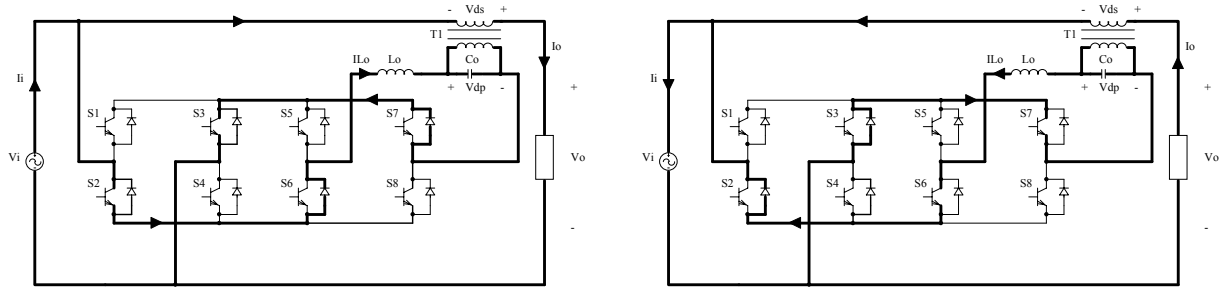 - Vds +
T1
Io
Ii
ILo Lo Co
+ Vdp -
+
S1 S3 S5 S7
Vi
Vo
S2 S4 S6 S8
-
- Vds +
T1
Io
Ii
ILo Lo Co
+ Vdp -
+
S1 S3 S5 S7
Vi
Vo
S2 S4 S6 S8
-